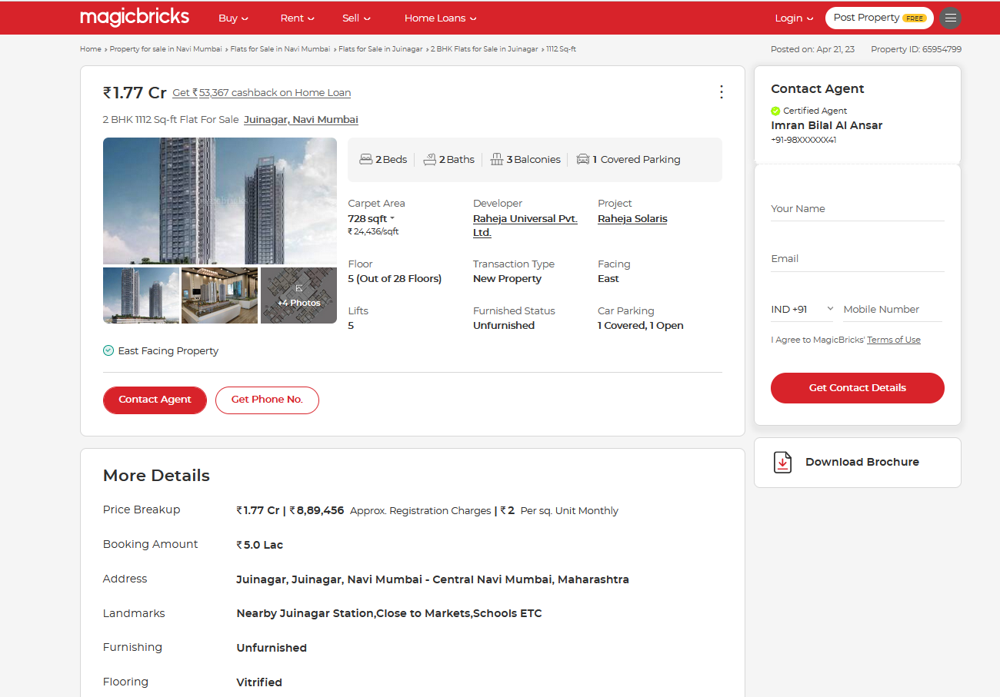 magicbricks
Buy
Rent
Sell
Home Loans
Login
Post Property FREE
Home › Property for sale in Navi Mumbai › Flats for Sale in Navi Mumbai › Flats for Sale in Juinagar › 2 BHK Flats for Sale in Juinagar › 1112 Sq-ft
Posted on: Apr 21, 23
Property ID: 65954799
₹1.77 Cr Get ₹53,367 cashback on Home Loan
2 BHK 1112 Sq-ft Flat For Sale Juinagar, Navi Mumbai
magicbricks
+4 Photos
2 Beds
2 Baths
3 Balconies
1 Covered Parking
Carpet Area
728 sqft
₹24,436/sqft
Developer
Raheja Universal Pvt.
Ltd.
Project
Raheja Solaris
Floor
5 (Out of 28 Floors)
Transaction Type
New Property
Facing
East
Lifts
5
Furnished Status
Unfurnished
Car Parking
1 Covered, 1 Open
East Facing Property
Contact Agent
Get Phone No.
Contact Agent
Certified Agent
Imran Bilal Al Ansar
+91-98XXXXXX41
Your Name
Email
IND +91
Mobile Number
I Agree to MagicBricks' Terms of Use
Get Contact Details
Download Brochure
More Details
Price Breakup ₹1.77 Cr | ₹8,89,456 Approx. Registration Charges | ₹2 Per sq. Unit Monthly
Booking Amount ₹5.0 Lac
Address Juinagar, Juinagar, Navi Mumbai - Central Navi Mumbai, Maharashtra
Landmarks Nearby Juinagar Station,Close to Markets,Schools ETC
Furnishing Unfurnished
Flooring Vitrified